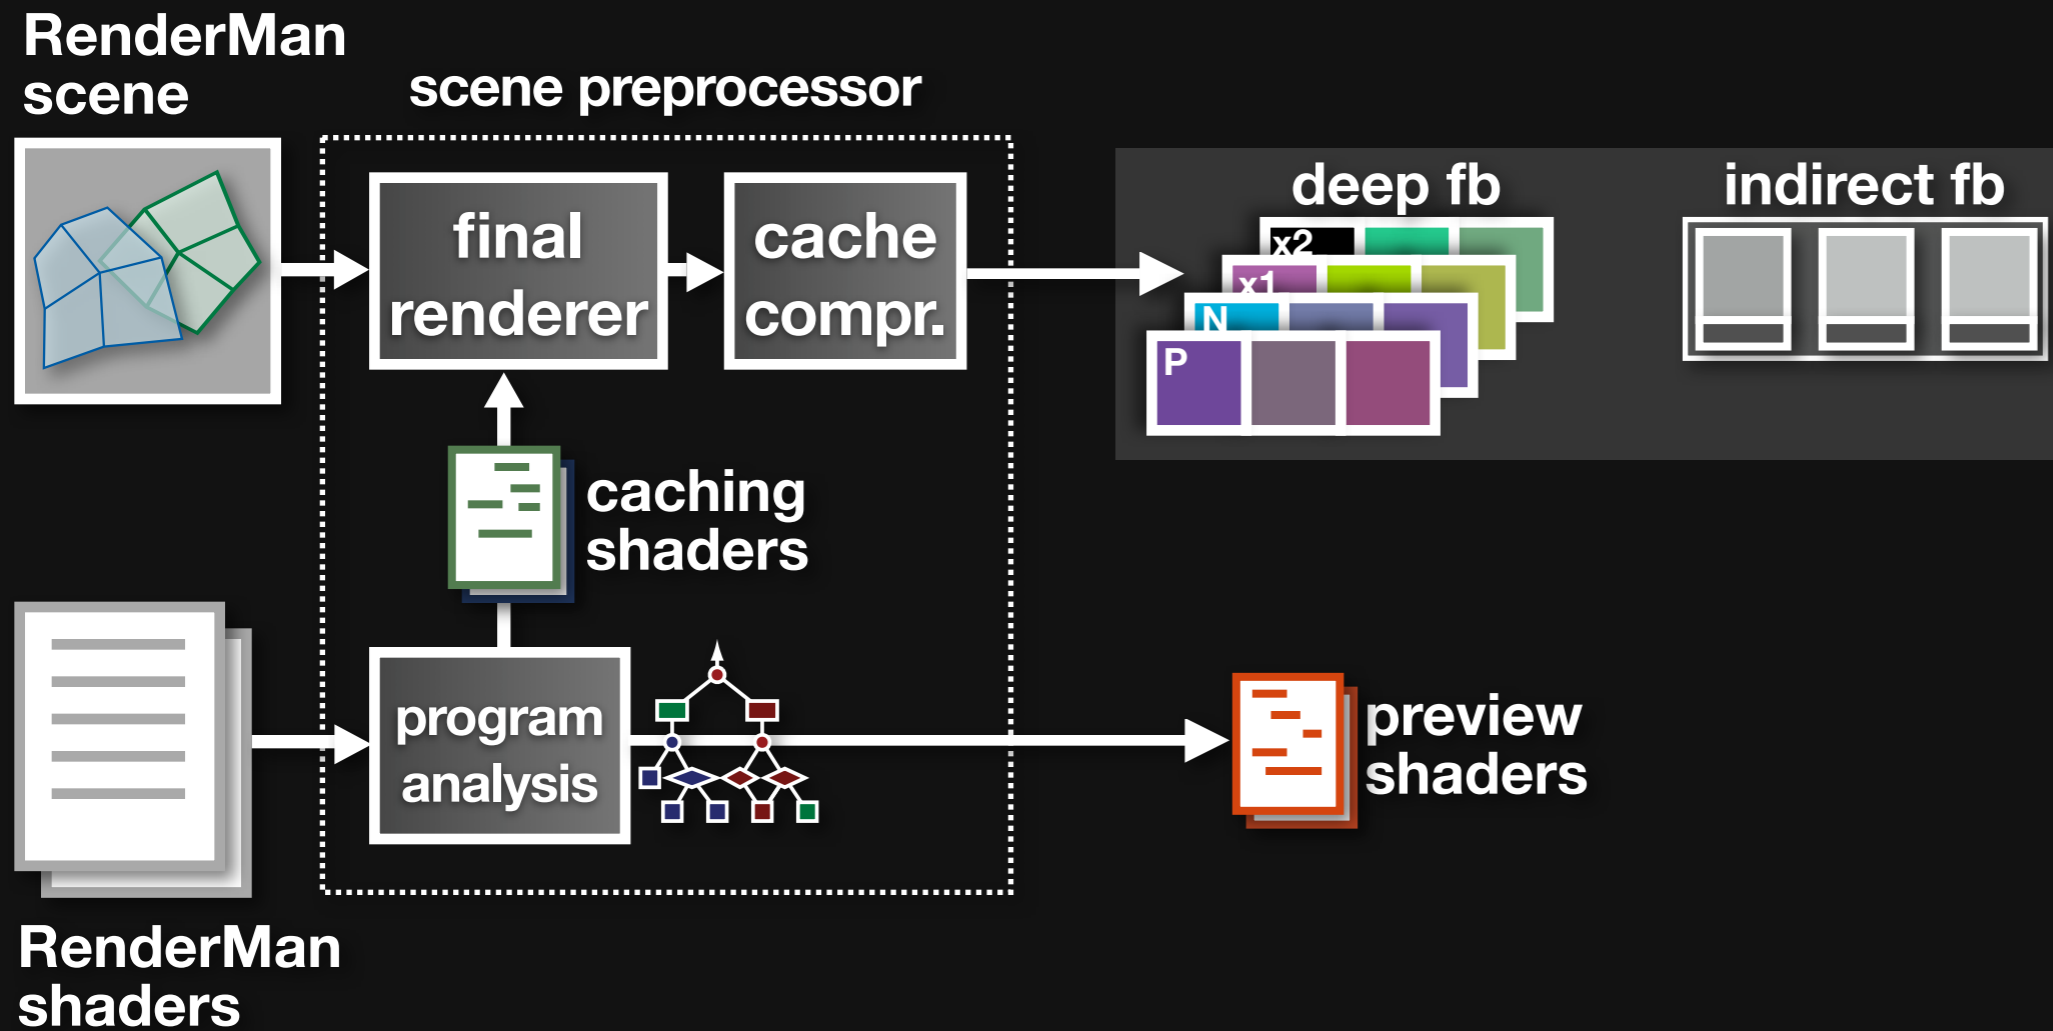 RenderMan
scene
scene preprocessor
final
renderer
cache
compr.
deep fb
indirect fb
x2
x1
N
P
caching
shaders
program
analysis
preview
shaders
RenderMan
shaders